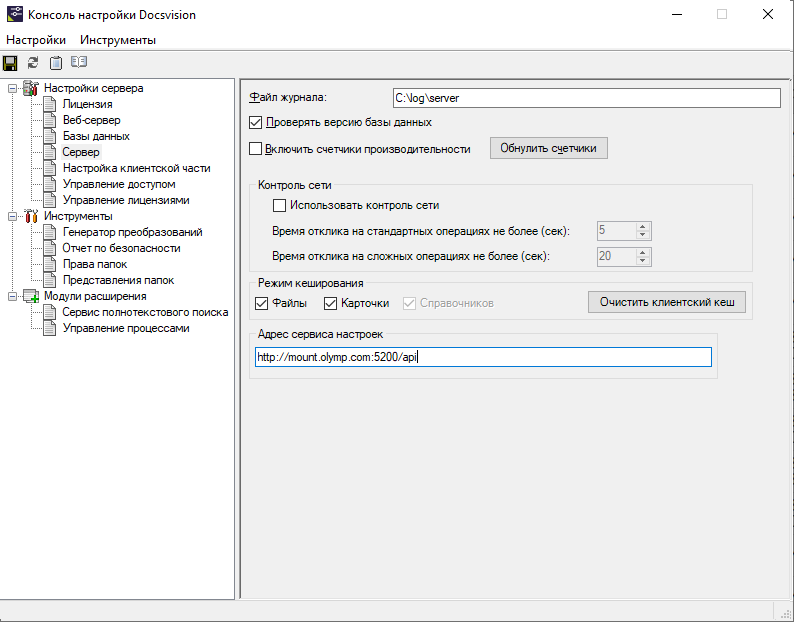 Консоль настройки Docsvision
Настройки Инструменты
Настройки сервера
Лицензия
Веб-сервер
Базы данных
Сервер
Настройка клиентской части
Управление доступом
Управление лицензиями
Инструменты
Генератор преобразований
Отчет по безопасности
Права папок
Представления папок
Модули расширения
Сервис полнотекстового поиска
Управление процессами
Файл журнала: C:\log\server
Проверять версию базы данных
Включить счетчики производительности Обнулить счетчики
Контроль сети
Использовать контроль сети
Время отклика на стандартных операциях не более (сек): 5
Время отклика на сложных операциях не более (сек): 20
Режим кеширования
Файлы Карточки Справочников Очистить клиентский кеш
Адрес сервиса настроек
http://mount.olymp.com:5200/api